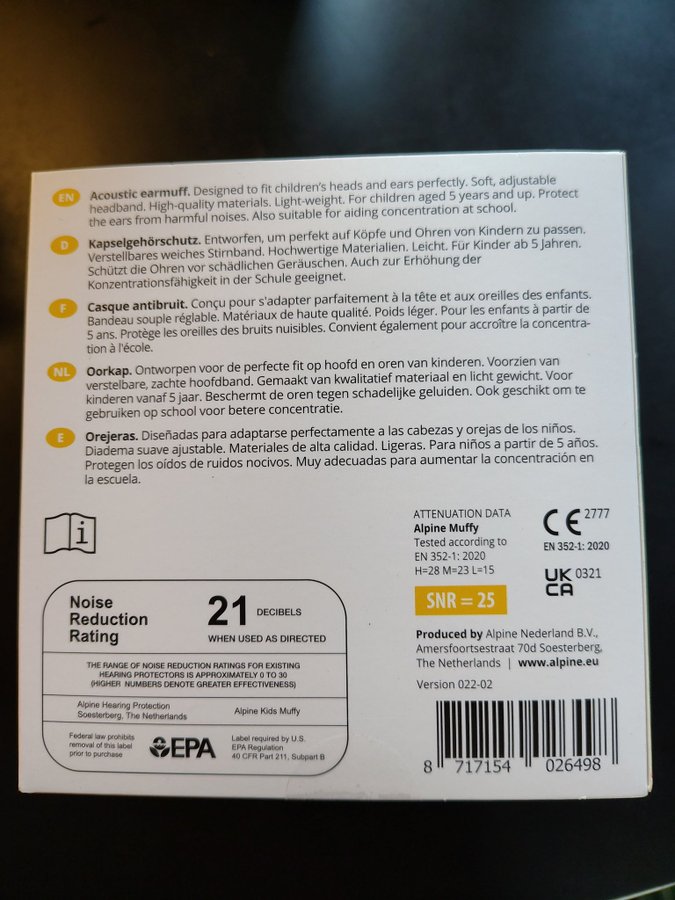 EN Acoustic earmuff. Designed to fit children's heads and ears perfectly. Soft, adjustable
headband. High-quality materials. Light-weight. For children aged 5 years and up. Protect
the ears from harmful noises. Also suitable for aiding concentration at school.
D Kapselgehörschutz. Entworfen, um perfekt auf Köpfe und Ohren von Kindern zu passen.
Verstellbares weiches Stirnband. Hochwertige Materialien. Leicht. Für Kinder ab 5 Jahren.
Schützt die Ohren vor schädlichen Geräuschen. Auch zur Erhöhung der
Konzentrationsfähigkeit in der Schule geeignet.
F Casque antibruit. Conçu pour s'adapter parfaitement à la tête et aux oreilles des enfants.
Bandeau souple réglable. Matériaux de haute qualité. Poids léger. Pour les enfants à partir de
5 ans. Protège les oreilles des bruits nuisibles. Convient également pour accroître la concentra-
tion à l'école.
NL Oorkap. Ontworpen voor de perfecte fit op hoofd en oren van kinderen. Voorzien van
verstelbare, zachte hoofdband. Gemaakt van kwalitatief materiaal en licht gewicht. Voor
kinderen vanaf 5 jaar. Beschermt de oren tegen schadelijke geluiden. Ook geschikt om te
gebruiken op school voor betere concentratie.
E Orejeras. Diseñadas para adaptarse perfectamente a las cabezas y orejas de los niños.
Diadema suave ajustable. Materiales de alta calidad. Ligeras. Para niños a partir de 5 años.
Protegen los oídos de ruidos nocivos. Muy adecuadas para aumentar la concentración en
la escuela.
i
ATTENUATION DATA
Alpine Muffy
Tested according to
EN 352-1: 2020
H=28 M=23 L=15
SNR = 25
CE 2777
EN 352-1: 2020
UK
CA 0321
Produced by Alpine Nederland B.V.,
Amersfoortsestraat 70d Soesterberg,
The Netherlands | www.alpine.eu
Version 022-02
8 717154 026498
Noise
Reduction
Rating
21 DECIBELS
WHEN USED AS DIRECTED
THE RANGE OF NOISE REDUCTION RATINGS FOR EXISTING
HEARING PROTECTORS IS APPROXIMATELY 0 TO 30
(HIGHER NUMBERS DENOTE GREATER EFFECTIVENESS)
Alpine Hearing Protection
Soesterberg, The Netherlands
Alpine Kids Muffy
Federal law prohibits
removal of this label
prior to purchase
EPA
Label required by U.S.
EPA Regulation
40 CFR Part 211, Subpart B